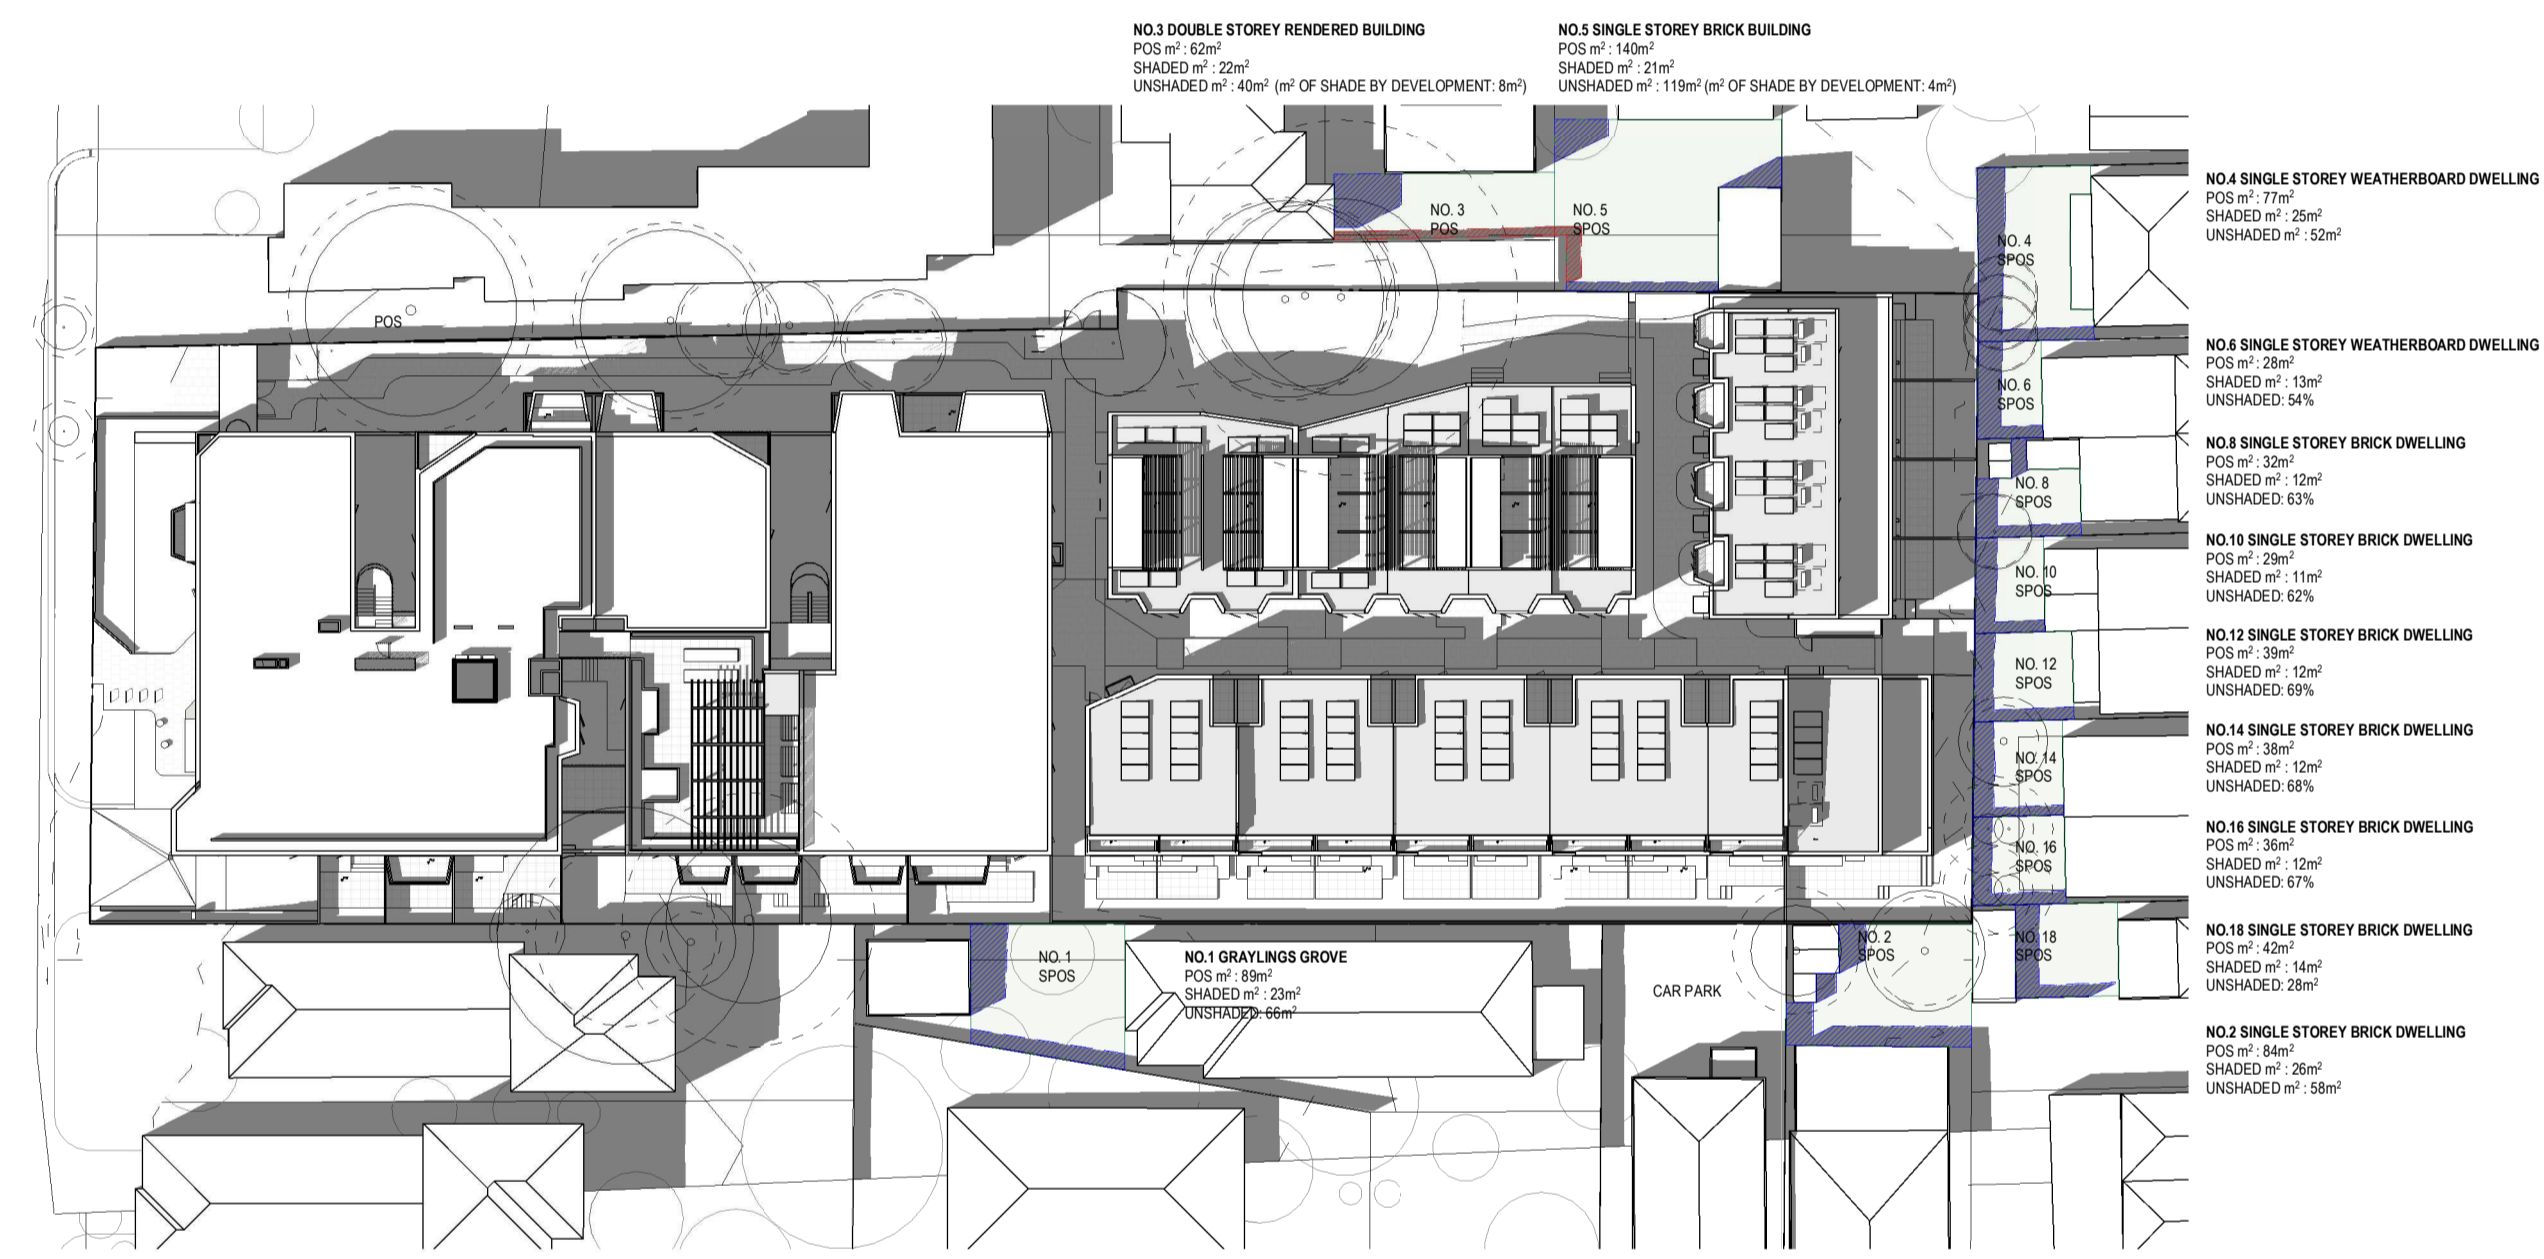 NO.3 DOUBLE STOREY RENDERED BUILDING
POS m² : 62m²
SHADED m² : 22m²
UNSHADED m² : 40m² (m² OF SHADE BY DEVELOPMENT: 8m²)
NO.5 SINGLE STOREY BRICK BUILDING
POS m² : 140m²
SHADED m² : 21m²
UNSHADED m² : 119m² (m² OF SHADE BY DEVELOPMENT: 4m²)
NO. 3
POS
NO. 5
SPOS
NO. 4
SPOS
NO.4 SINGLE STOREY WEATHERBOARD DWELLING
POS m² : 77m²
SHADED m² : 25m²
UNSHADED m² : 52m²
POS
NO. 6
SPOS
NO.6 SINGLE STOREY WEATHERBOARD DWELLING
POS m² : 28m²
SHADED m² : 13m²
UNSHADED: 54%
NO. 8
SPOS
NO.8 SINGLE STOREY BRICK DWELLING
POS m² : 32m²
SHADED m² : 12m²
UNSHADED: 63%
NO. 10
SPOS
NO.10 SINGLE STOREY BRICK DWELLING
POS m² : 29m²
SHADED m² : 11m²
UNSHADED: 62%
NO. 12
SPOS
NO.12 SINGLE STOREY BRICK DWELLING
POS m² : 39m²
SHADED m² : 12m²
UNSHADED: 69%
NO. 14
SPOS
NO.14 SINGLE STOREY BRICK DWELLING
POS m² : 38m²
SHADED m² : 12m²
UNSHADED: 68%
NO. 16
SPOS
NO.16 SINGLE STOREY BRICK DWELLING
POS m² : 36m²
SHADED m² : 12m²
UNSHADED: 67%
NO. 1
SPOS
NO.1 GRAYLINGS GROVE
POS m² : 89m²
SHADED m² : 23m²
UNSHADED: 66m²
CAR PARK
NO. 2
SPOS
NO. 18
SPOS
NO.18 SINGLE STOREY BRICK DWELLING
POS m² : 42m²
SHADED m² : 14m²
UNSHADED: 28m²
NO.2 SINGLE STOREY BRICK DWELLING
POS m² : 84m²
SHADED m² : 26m²
UNSHADED m² : 58m²